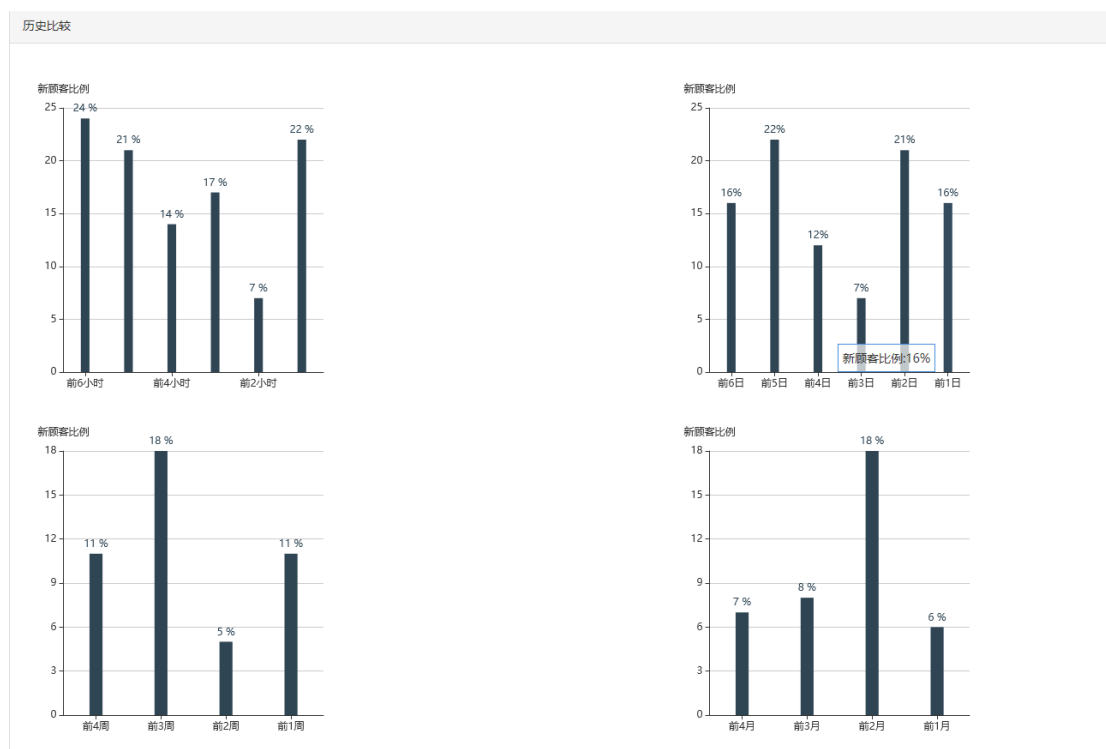 历史比较
新顾客比例
25
20
15
10
5
0
24 %
21 %
14 %
17 %
7 %
22 %
前6小时
前4小时
前2小时
新顾客比例
25
20
15
10
5
0
16%
22%
12%
7%
21%
16%
新顾客比例:16%
前6日
前5日
前4日
前3日
前2日
前1日
新顾客比例
18
15
12
9
6
3
0
11 %
18 %
5 %
11 %
前4周
前3周
前2周
前1周
新顾客比例
18
15
12
9
6
3
0
7 %
8 %
18 %
6 %
前4月
前3月
前2月
前1月